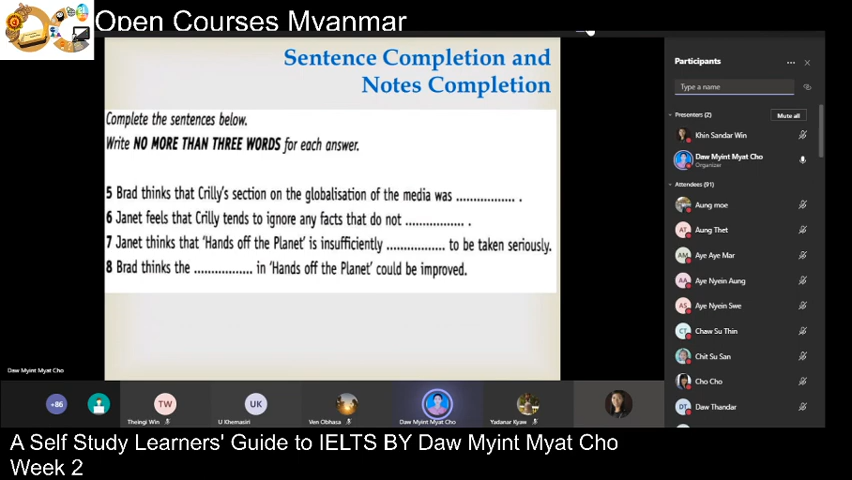 Open Courses Myanmar
Sentence Completion and
Notes Completion
Complete the sentences below.
Write NO MORE THAN THREE WORDS for each answer.
5 Brad thinks that Crilly's section on the globalisation of the media was ................ .
6 Janet feels that Crilly tends to ignore any facts that do not ................ .
7 Janet thinks that 'Hands off the Planet' is insufficiently ................ to be taken seriously.
8 Brad thinks the ................ in 'Hands off the Planet' could be improved.
Daw Myint Myat Cho
Participants
Type a name
Presenters (2)
Mute all
Khin Sandar Win
Daw Myint Myat Cho
Organizer
Attendees (91)
Aung moe
AT Aung Thet
AM Aye Aye Mar
AA Aye Nyein Aung
AS Aye Nyein Swe
Chaw Su Thin
Chit Su San
Cho Cho
DT Daw Thandar
+86
TW
UK
Theingi Win
U Khemasiri
Ven Obhasa
Daw Myint Myat Cho
Yadanar Kyaw
A Self Study Learners' Guide to IELTS BY Daw Myint Myat Cho
Week 2